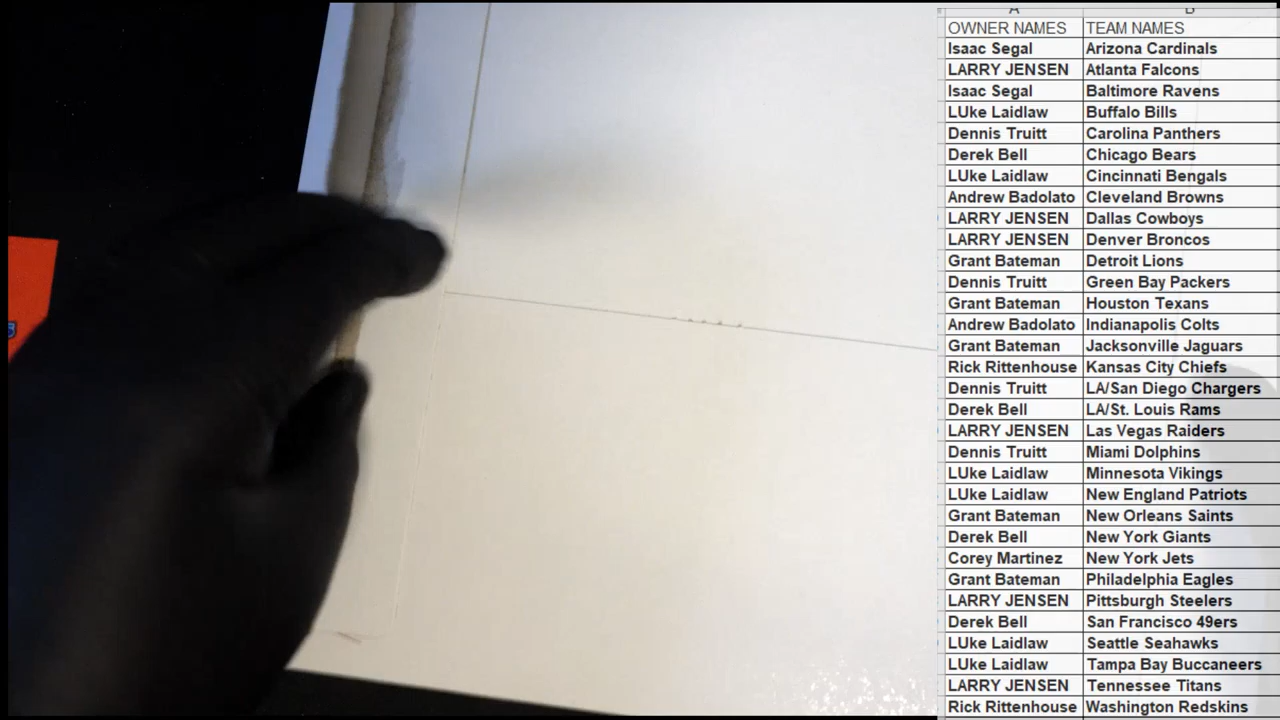 A B
OWNER NAMES TEAM NAMES
Isaac Segal Arizona Cardinals
LARRY JENSEN Atlanta Falcons
Isaac Segal Baltimore Ravens
LUke Laidlaw Buffalo Bills
Dennis Truitt Carolina Panthers
Derek Bell Chicago Bears
LUke Laidlaw Cincinnati Bengals
Andrew Badolato Cleveland Browns
LARRY JENSEN Dallas Cowboys
LARRY JENSEN Denver Broncos
Grant Bateman Detroit Lions
Dennis Truitt Green Bay Packers
Grant Bateman Houston Texans
Andrew Badolato Indianapolis Colts
Grant Bateman Jacksonville Jaguars
Rick Rittenhouse Kansas City Chiefs
Dennis Truitt LA/San Diego Chargers
Derek Bell LA/St. Louis Rams
LARRY JENSEN Las Vegas Raiders
Dennis Truitt Miami Dolphins
LUke Laidlaw Minnesota Vikings
LUke Laidlaw New England Patriots
Grant Bateman New Orleans Saints
Derek Bell New York Giants
Corey Martinez New York Jets
Grant Bateman Philadelphia Eagles
LARRY JENSEN Pittsburgh Steelers
Derek Bell San Francisco 49ers
LUke Laidlaw Seattle Seahawks
LUke Laidlaw Tampa Bay Buccaneers
LARRY JENSEN Tennessee Titans
Rick Rittenhouse Washington Redskins